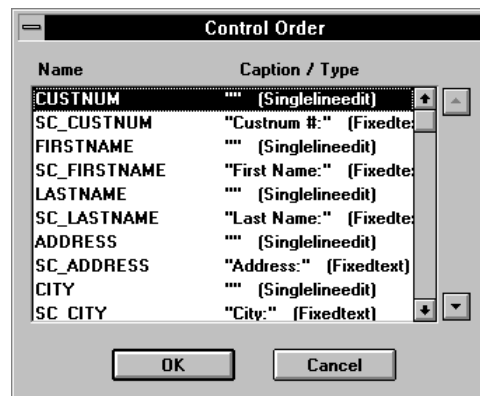 Control Order
Name Caption / Type
CUSTNUM "" (Singlelineedit)
SC_CUSTNUM "Custnum #:" (Fixedte
FIRSTNAME "" (Singlelineedit)
SC_FIRSTNAME "First Name:" (Fixedte
LASTNAME "" (Singlelineedit)
SC_LASTNAME "Last Name:" (Fixedte
ADDRESS "" (Singlelineedit)
SC_ADDRESS "Address:" (Fixedtext)
CITY "" (Singlelineedit)
SC_CITY "City:" (Fixedtext)
OK Cancel